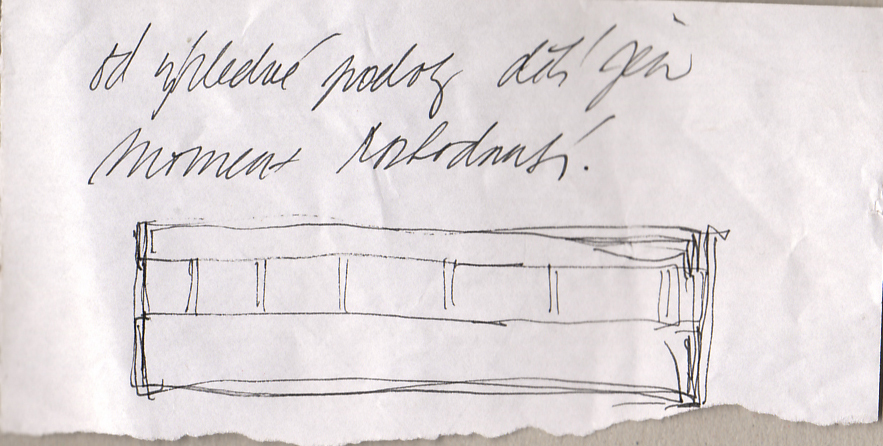 od výsledné podoby dělí jen
moment rozhodnutí.